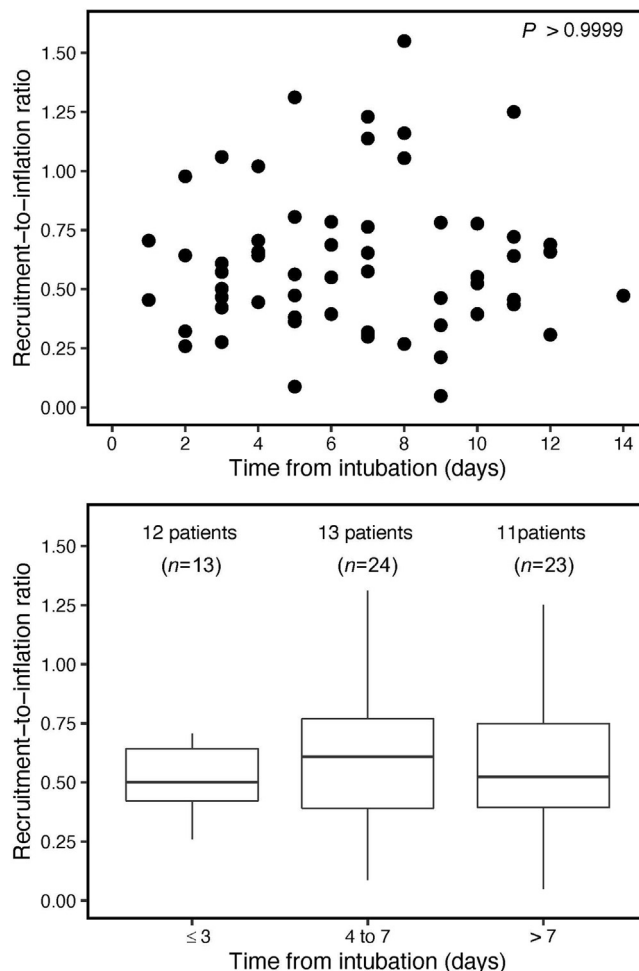 P > 0.9999
1.50
1.25
1.00
0.75
0.50
0.25
0.00
Recruitment−to−inflation ratio
0 2 4 6 8 10 12 14
Time from intubation (days)
12 patients 13 patients 11patients
(n=13) (n=24) (n=23)
1.50
1.25
1.00
0.75
0.50
0.25
0.00
Recruitment−to−inflation ratio
≤ 3 4 to 7 > 7
Time from intubation (days)